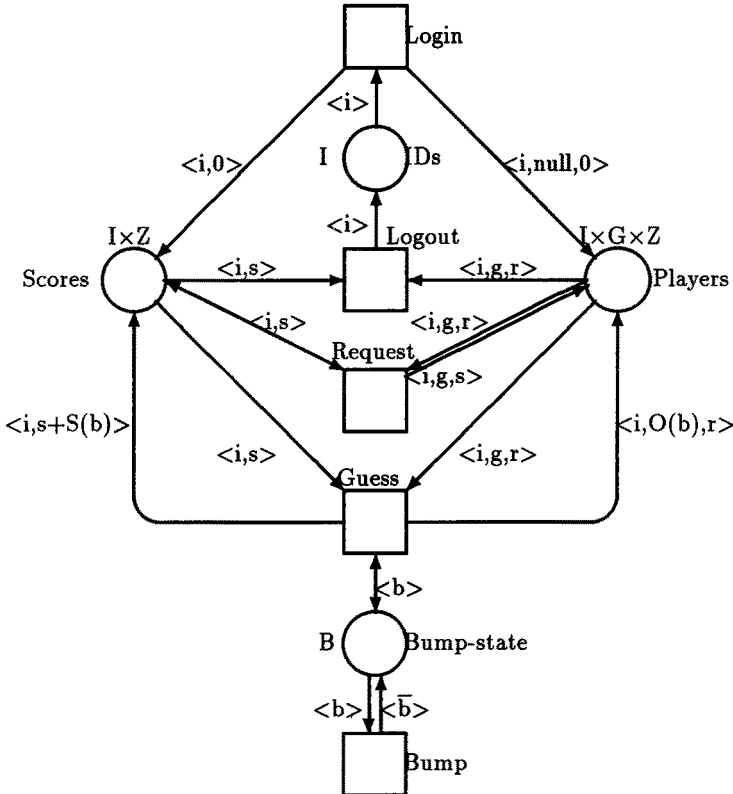 Login
<i>
I IDs
<i,0> <i,null,0>
<i>
I×Z Logout I×G×Z
Scores <i,s> <i,g,r> Players
<i,s> <i,g,r>
Request
<i,g,s>
<i,s+S(b)> <i,O(b),r>
<i,s> <i,g,r>
Guess
<b>
B Bump-state
<b> <b̅>
Bump